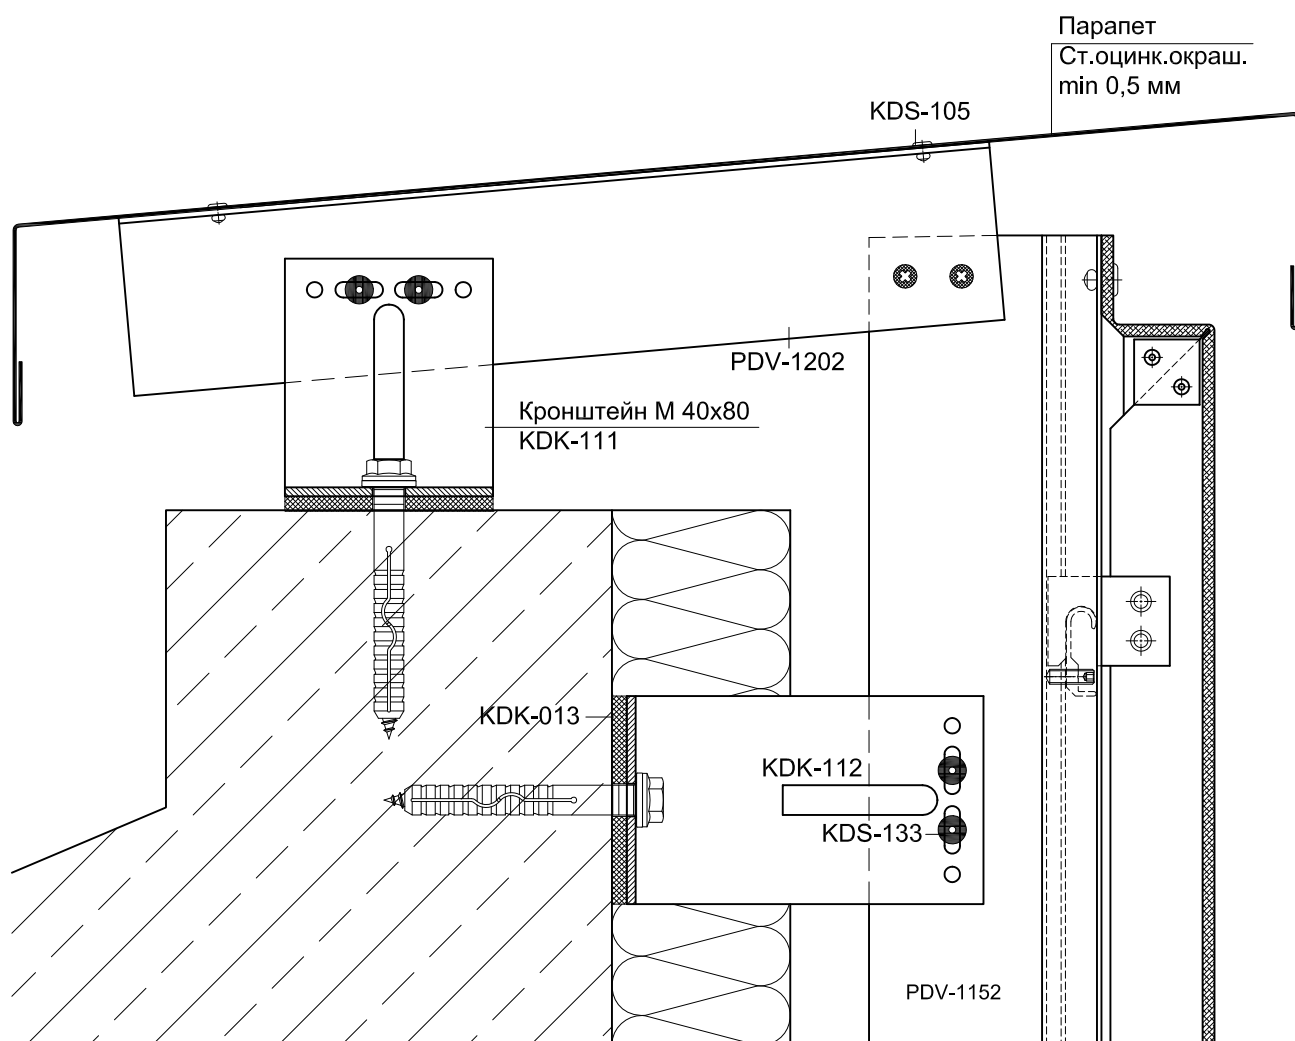 Парапет
Ст.оцинк.окраш.
min 0,5 мм
KDS-105
PDV-1202
Кронштейн М 40x80
KDK-111
KDK-013
KDK-112
KDS-133
PDV-1152